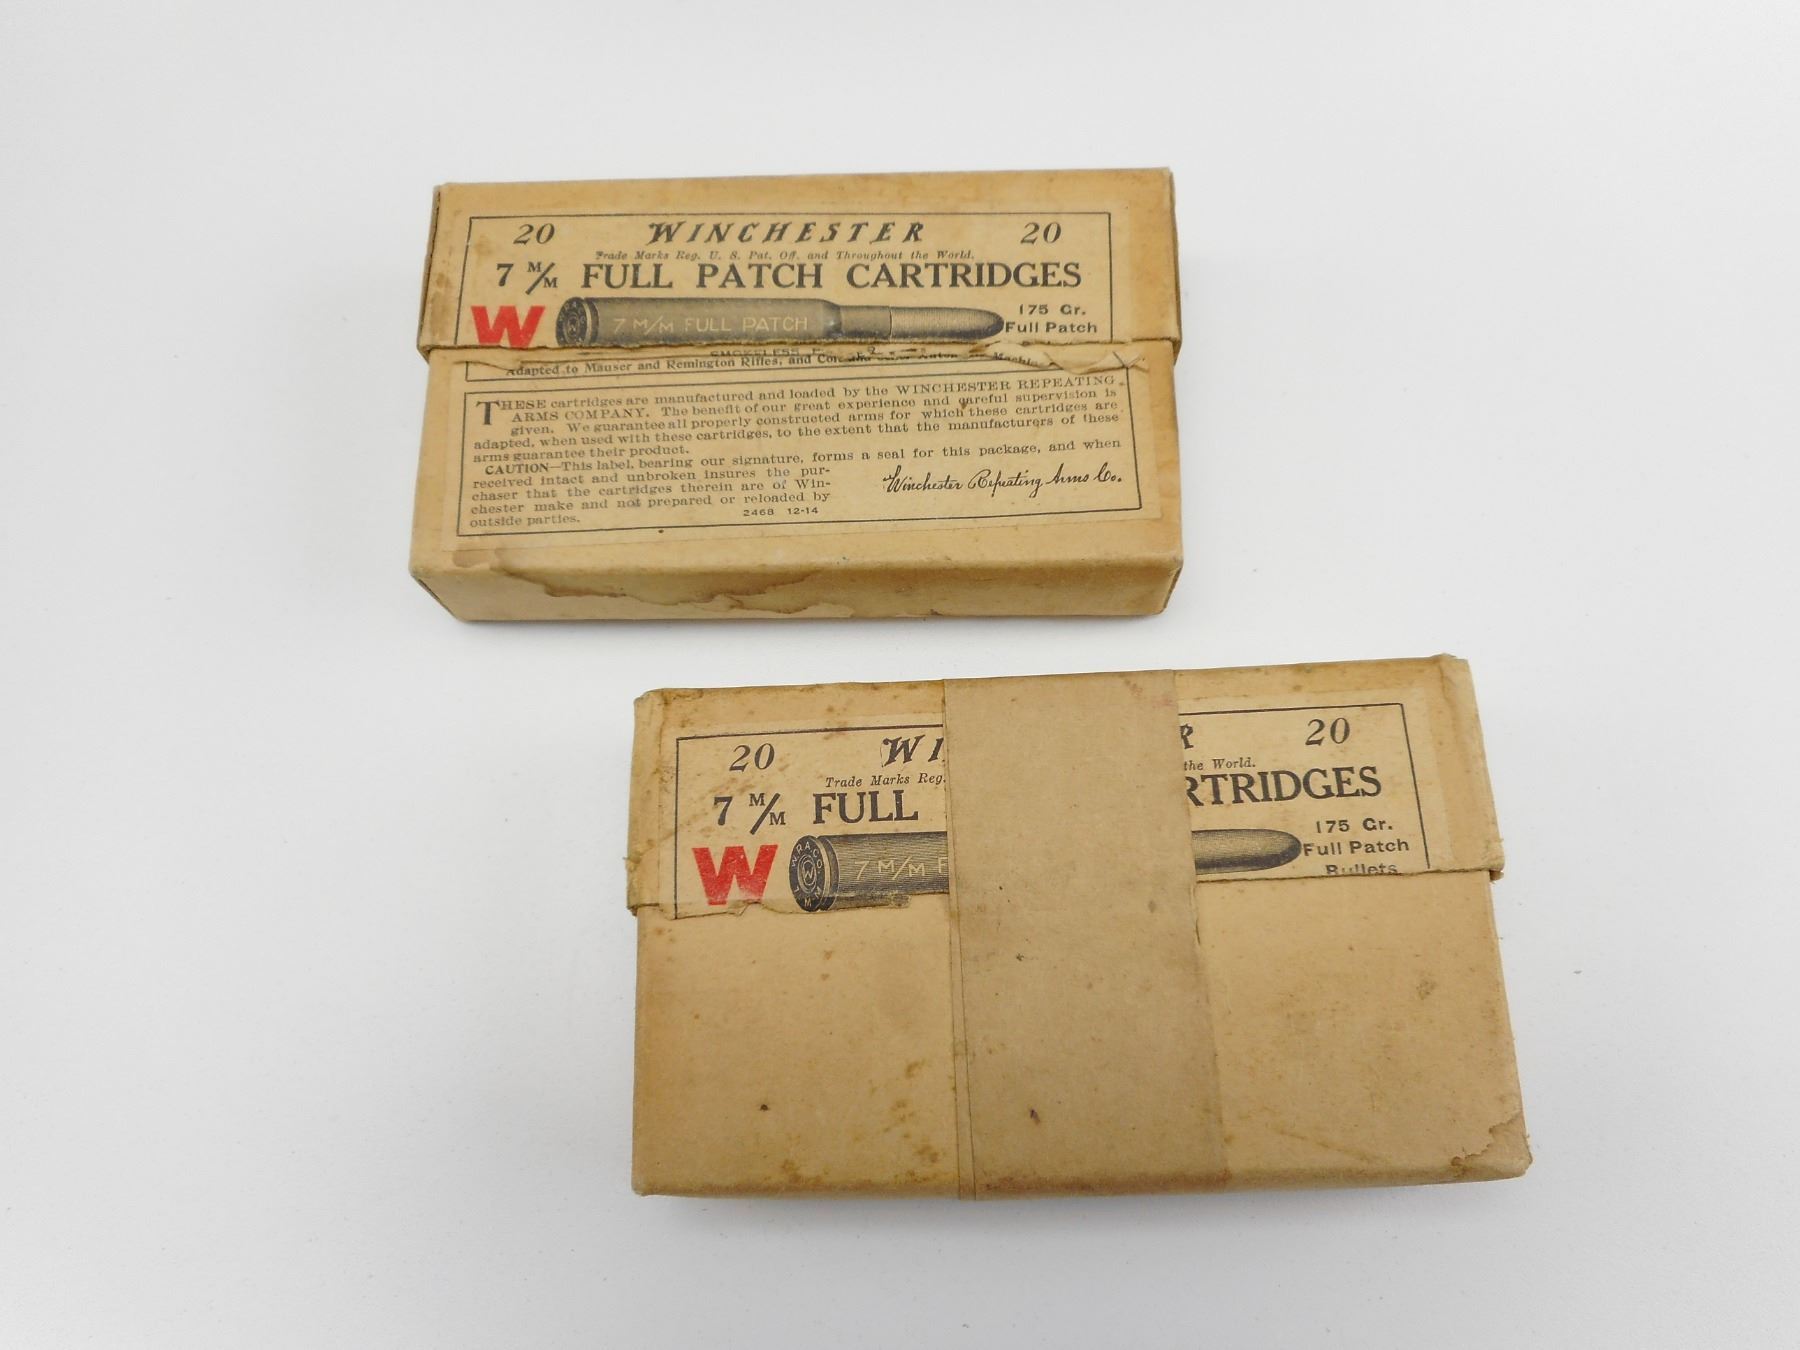 20 WINCHESTER 20
Trade Marks Reg. U. S. Pat. Off. and Throughout the World.
7 M/M FULL PATCH CARTRIDGES
W 7 M/M FULL PATCH 175 Gr.
Full Patch
SMOKELESS
Adapted to Mauser and Remington Rifles, and
THESE cartridges are manufactured and loaded by the WINCHESTER REPEATING
ARMS COMPANY. The benefit of our great experience and careful supervision is
given. We guarantee all properly constructed arms for which these cartridges are
adapted, when used with these cartridges, to the extent that the manufacturers of these
arms guarantee their product.
CAUTION—This label, bearing our signature, forms a seal for this package, and when
received intact and unbroken insures the pur-
chaser that the cartridges therein are of Win-
chester make and not prepared or reloaded by
outside parties.
Winchester Repeating Arms Co.
2468 12-14
20 WI R 20
Trade Marks Reg. the World.
7 M/M FULL RTRIDGES
W W.R.A.CO. 7 M/M F 175 Gr.
Full Patch
Bullets